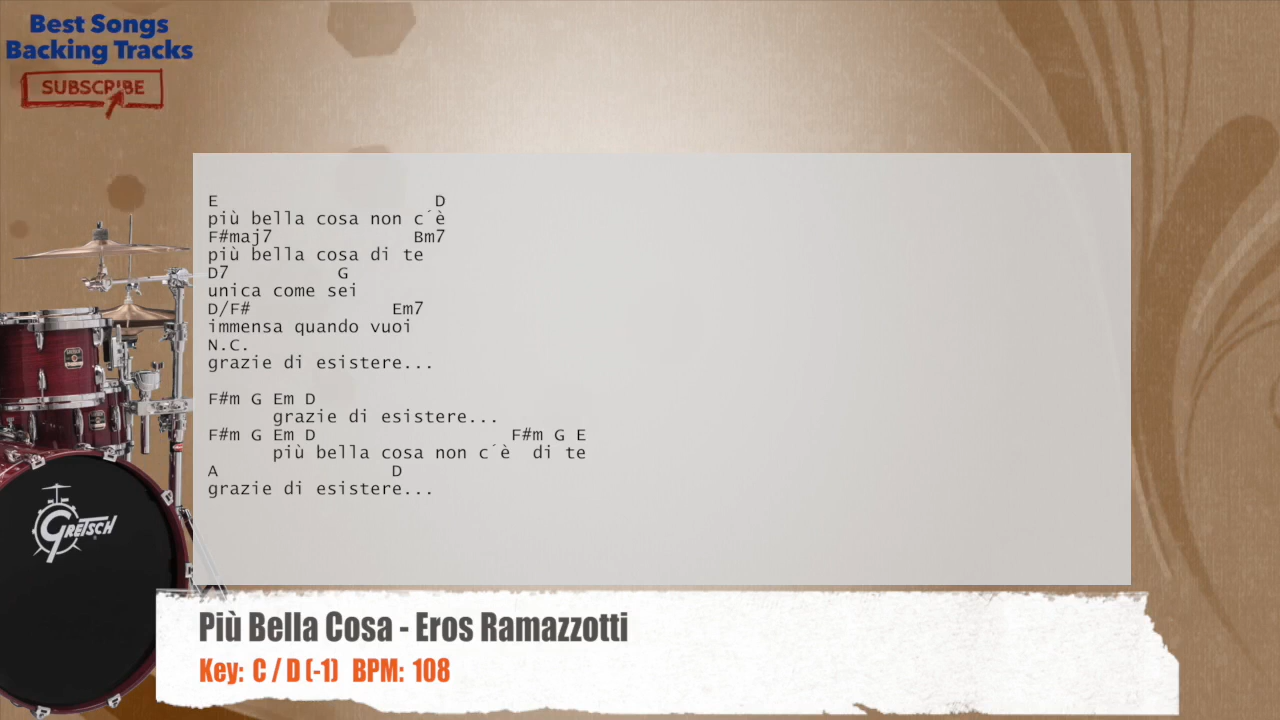 Best Songs
Backing Tracks
SUBSCRIBE
E                    D
più bella cosa non c´è
F#maj7             Bm7
più bella cosa di te
D7          G
unica come sei
D/F#             Em7
immensa quando vuoi
N.C.
grazie di esistere...
F#m G Em D
      grazie di esistere...
F#m G Em D                  F#m G E
      più bella cosa non c´è  di te
A                D
grazie di esistere...
GRETSCH
Più Bella Cosa - Eros Ramazzotti
Key: C / D (-1)  BPM: 108